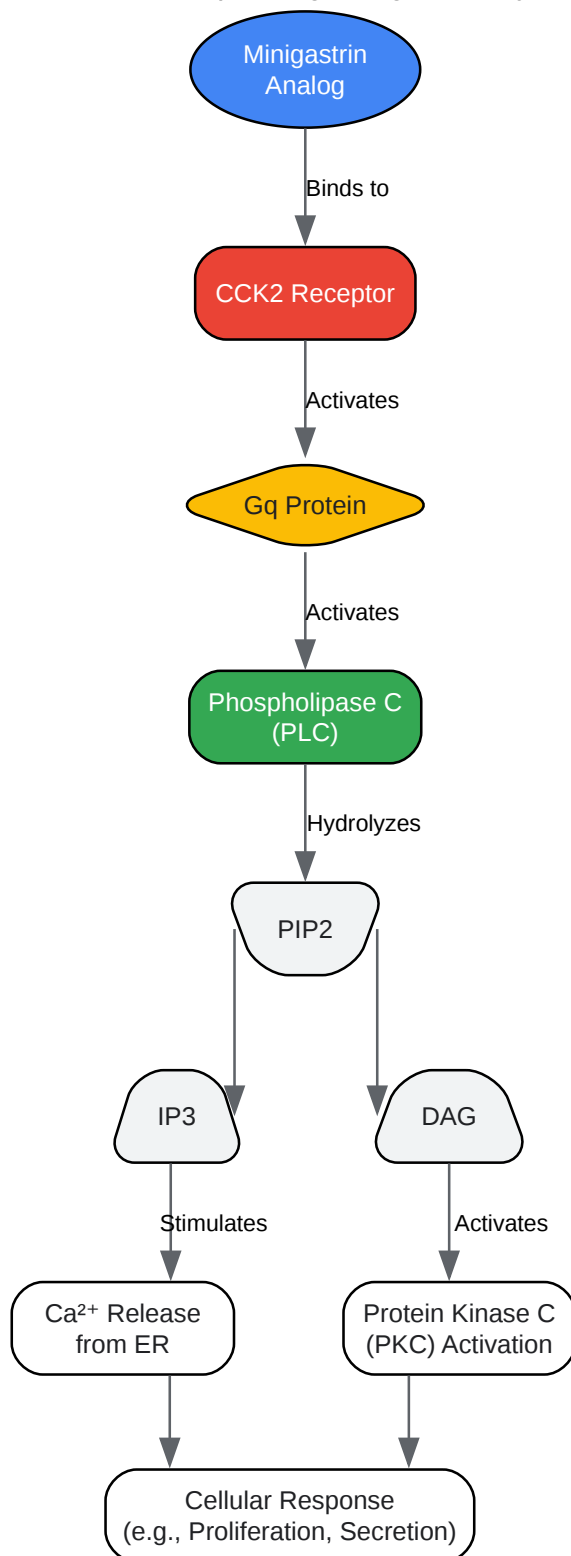 Minigastrin
Analog
Binds to
CCK2 Receptor
Activates
Gq Protein
Activates
Phospholipase C
(PLC)
Hydrolyzes
PIP2
IP3
DAG
Stimulates
Activates
Ca²⁺ Release
from ER
Protein Kinase C
(PKC) Activation
Cellular Response
(e.g., Proliferation, Secretion)